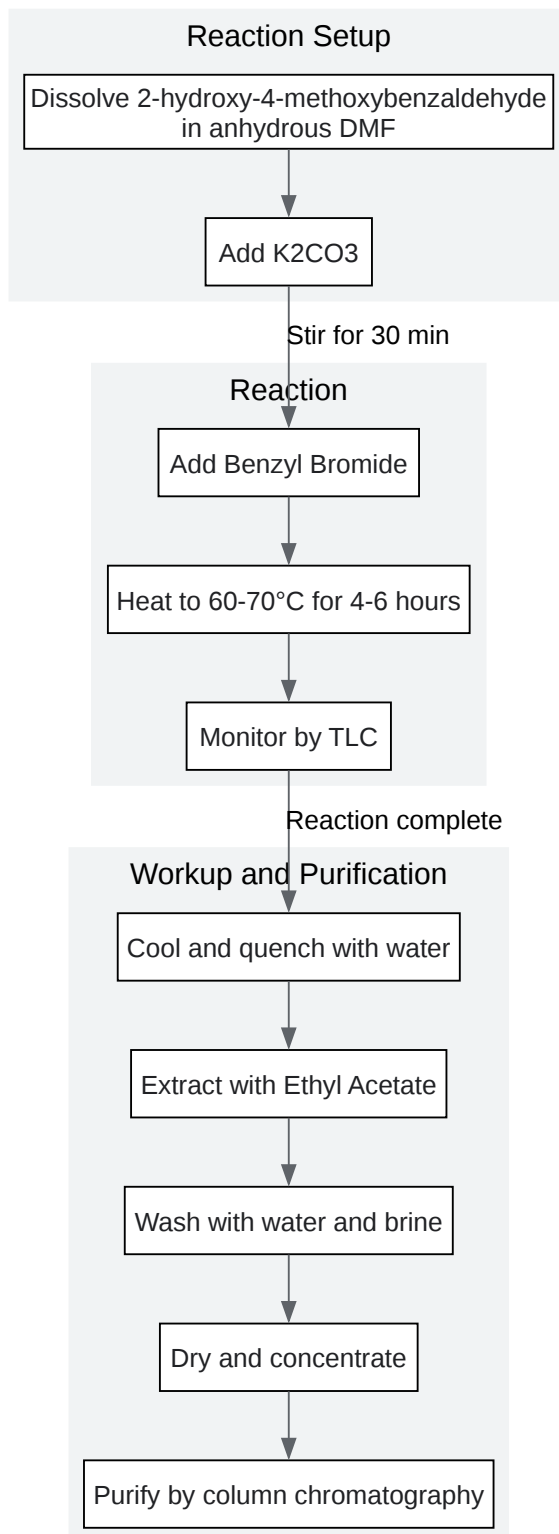 Reaction Setup
Dissolve 2-hydroxy-4-methoxybenzaldehyde
in anhydrous DMF
Add K2CO3
Stir for 30 min
Reaction
Add Benzyl Bromide
Heat to 60-70°C for 4-6 hours
Monitor by TLC
Reaction complete
Workup and Purification
Cool and quench with water
Extract with Ethyl Acetate
Wash with water and brine
Dry and concentrate
Purify by column chromatography